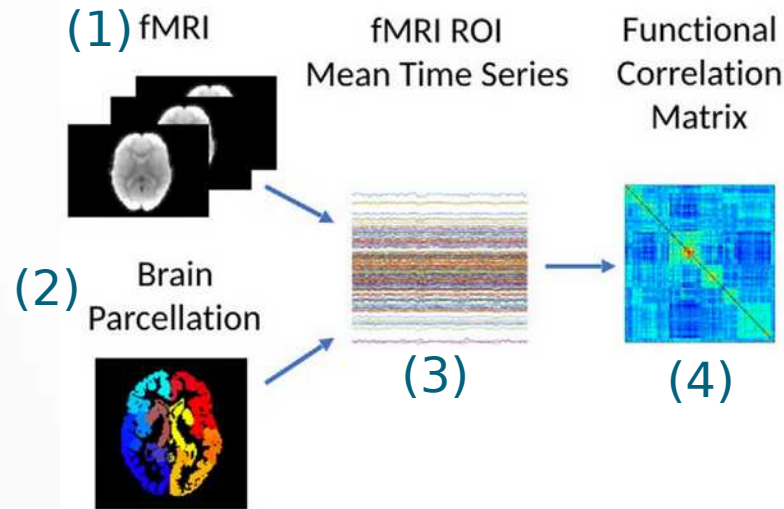 (1) fMRI
fMRI ROI
Mean Time Series
Functional
Correlation
Matrix
(2) Brain
Parcellation
(3)
(4)